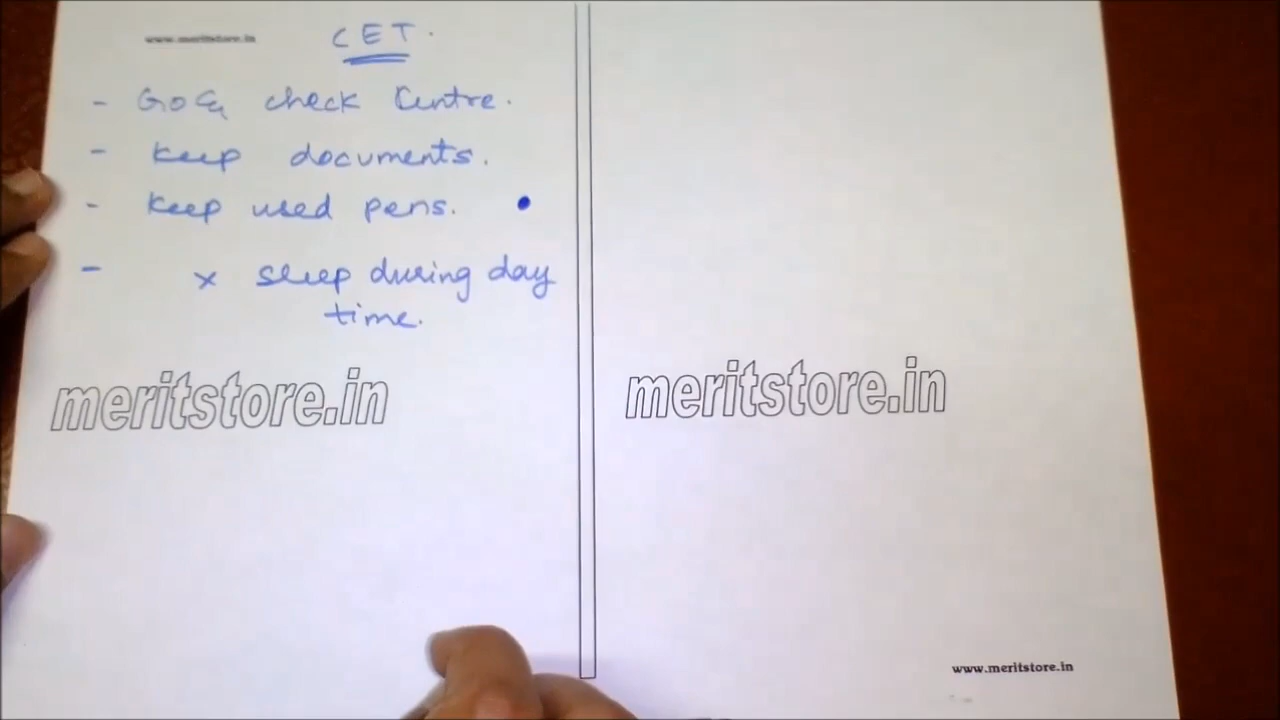 www.meritstore.in
CET.
- Go & check Centre.
- keep documents.
- keep used pens.
- x sleep during day
time.
meritstore.in
meritstore.in
www.meritstore.in